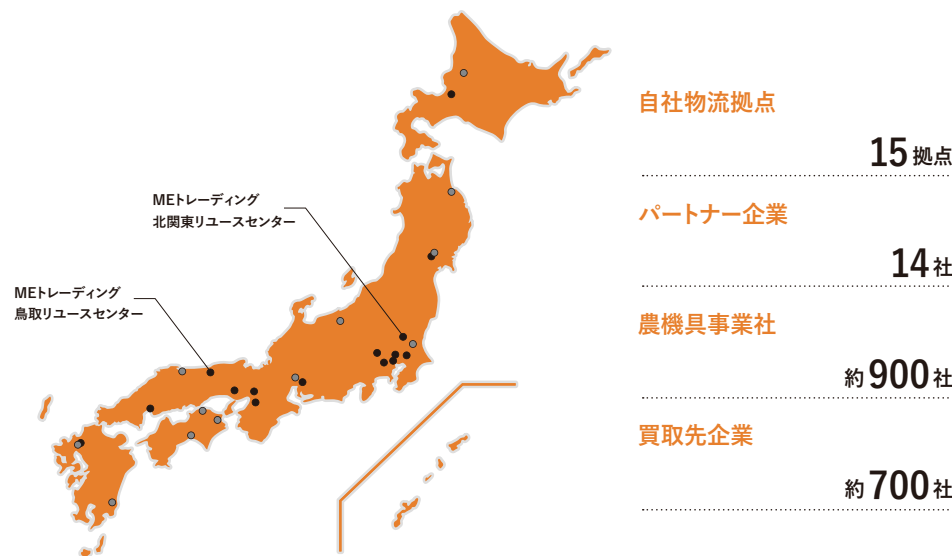 自社物流拠点
15拠点
MEトレーディング
北関東リユースセンター
パートナー企業
14社
MEトレーディング
鳥取リユースセンター
農機具事業社
約900社
買取先企業
約700社